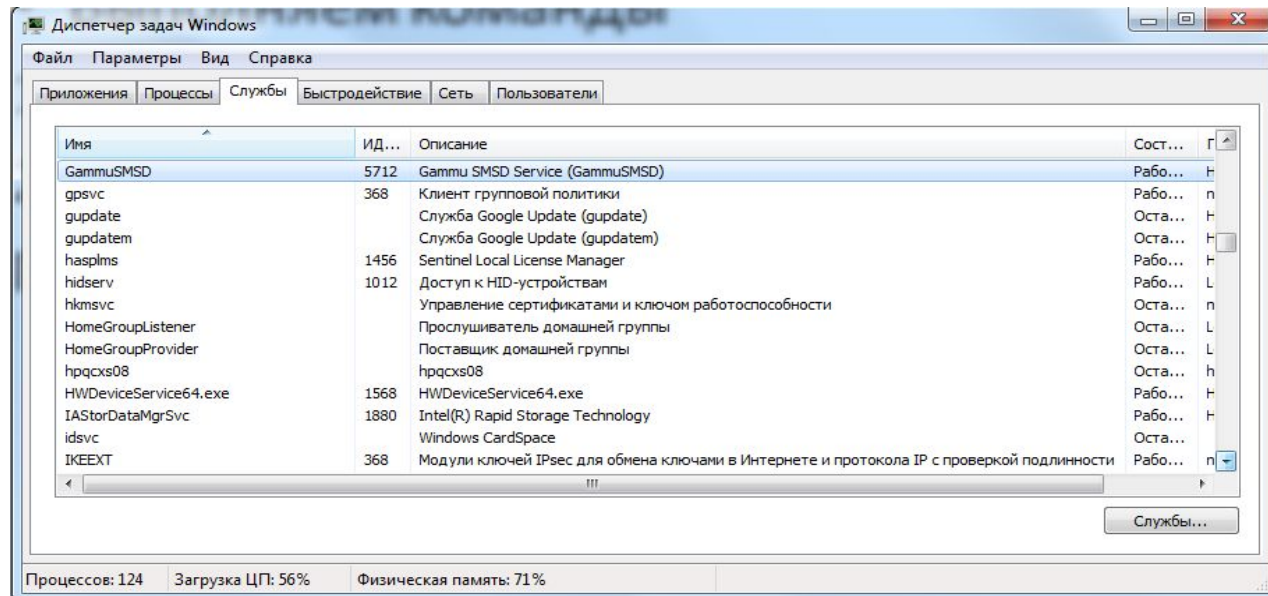 Диспетчер задач Windows
Файл Параметры Вид Справка
Приложения Процессы Службы Быстродействие Сеть Пользователи
Имя ИД... Описание Сост... Г
GammuSMSD 5712 Gammu SMSD Service (GammuSMSD) Рабо... H
gpsvc 368 Клиент групповой политики Рабо... n
gupdate Служба Google Update (gupdate) Оста... Н
gupdatem Служба Google Update (gupdatem) Оста... Н
hasplms 1456 Sentinel Local License Manager Рабо... Н
hidserv 1012 Доступ к HID-устройствам Рабо... L
hkmsvc Управление сертификатами и ключом работоспособности Оста... n
HomeGroupListener Прослушиватель домашней группы Оста... L
HomeGroupProvider Поставщик домашней группы Оста... L
hpqcxs08 hpqcxs08 Оста... h
HWDeviceService64.exe 1568 HWDeviceService64.exe Рабо... Н
IAStorDataMgrSvc 1880 Intel(R) Rapid Storage Technology Рабо... Н
idsvc Windows CardSpace Оста...
IKEEXT 368 Модули ключей IPsec для обмена ключами в Интернете и протокола IP с проверкой подлинности Рабо... n
Службы...
Процессов: 124 Загрузка ЦП: 56% Физическая память: 71%